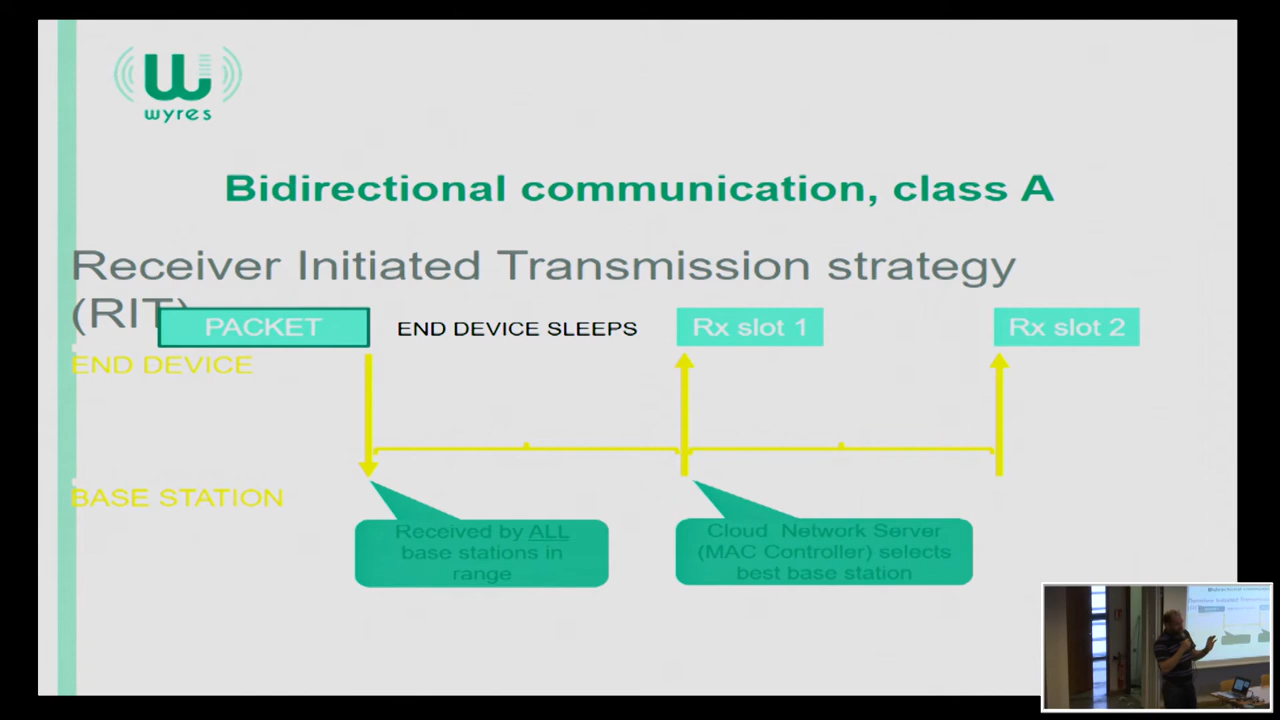 wyres
Bidirectional communication, class A
Receiver Initiated Transmission strategy
(RIT)
PACKET
END DEVICE SLEEPS
Rx slot 1
Rx slot 2
END DEVICE
BASE STATION
Received by ALL
base stations in
range
Cloud Network Server
(MAC Controller) selects
best base station